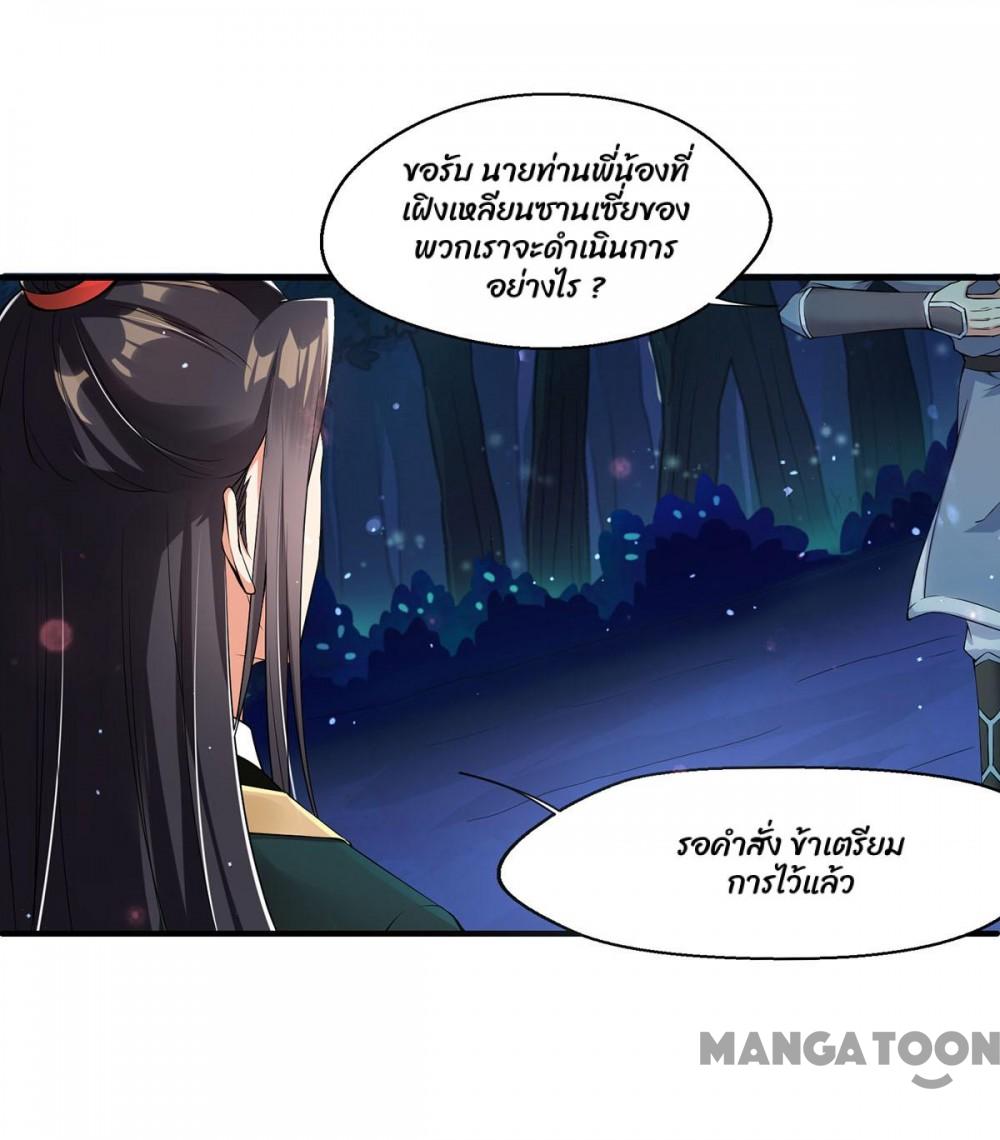 ขอรับ นายท่านพี่น้องที่
เฝิงเหลียนซานเซี่ยของ
พวกเราจะดำเนินการ
อย่างไร ?
รอคำสั่ง ข้าเตรียม
การไว้แล้ว
MANGATOON